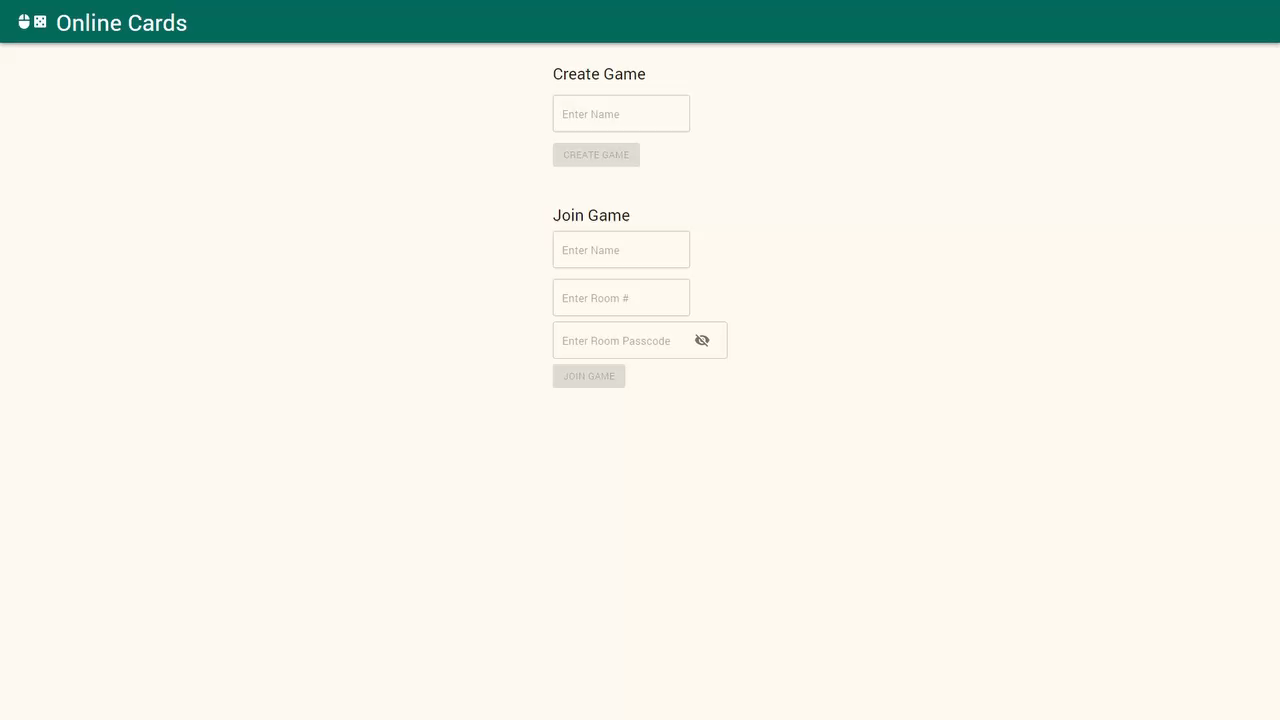 Online Cards
Create Game
Enter Name
CREATE GAME
Join Game
Enter Name
Enter Room #
Enter Room Passcode
JOIN GAME